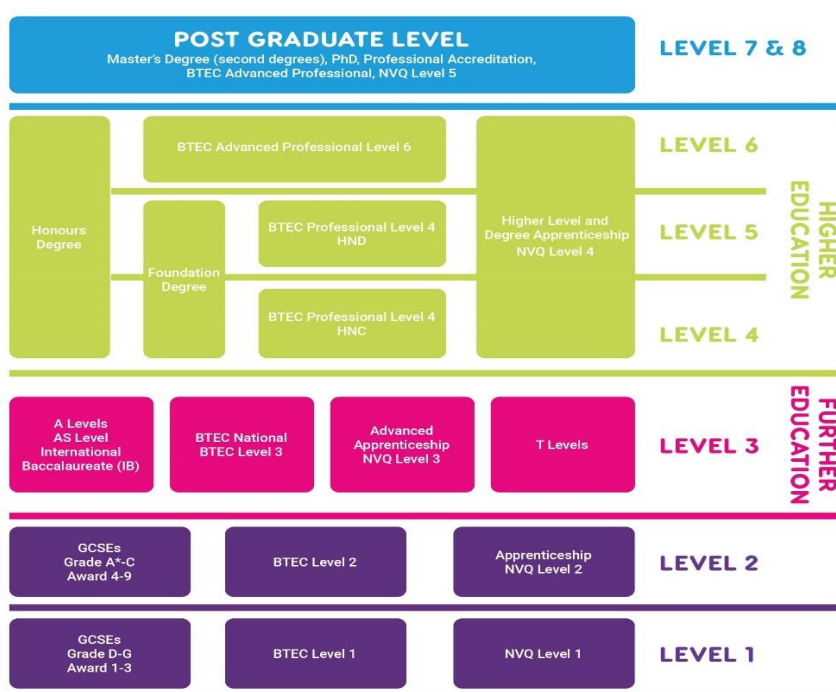 POST GRADUATE LEVEL
Master's Degree (second degrees), PhD, Professional Accreditation,
BTEC Advanced Professional, NVQ Level 5
LEVEL 7 & 8
Honours
Degree
BTEC Advanced Professional Level 6
Foundation
Degree
BTEC Professional Level 4
HND
BTEC Professional Level 4
HNC
Higher Level and
Degree Apprenticeship
NVQ Level 4
LEVEL 6
LEVEL 5
LEVEL 4
HIGHER
EDUCATION
A Levels
AS Level
International
Baccalaureate (IB)
BTEC National
BTEC Level 3
Advanced
Apprenticeship
NVQ Level 3
T Levels
LEVEL 3
FURTHER
EDUCATION
GCSEs
Grade A*-C
Award 4-9
BTEC Level 2
Apprenticeship
NVQ Level 2
LEVEL 2
GCSEs
Grade D-G
Award 1-3
BTEC Level 1
NVQ Level 1
LEVEL 1